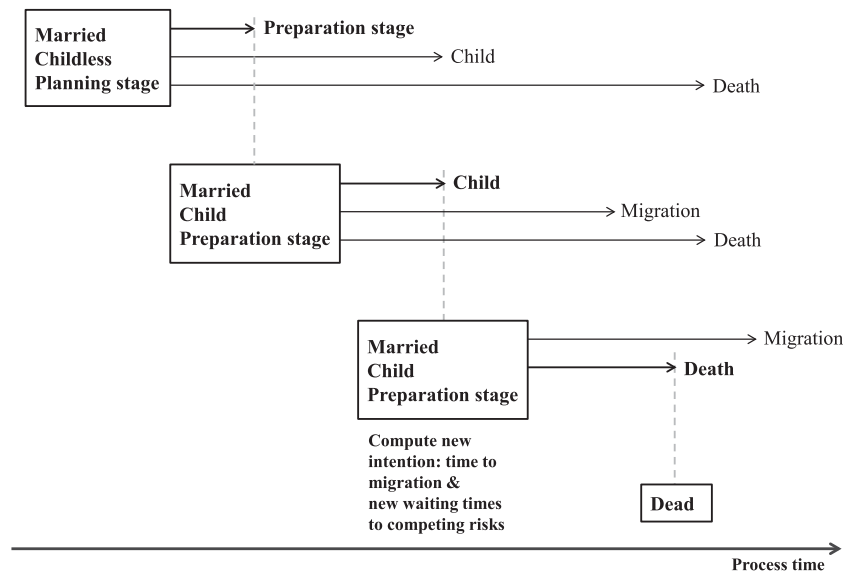 Married
Childless
Planning stage
Preparation stage
Child
Death
Married
Child
Preparation stage
Child
Migration
Death
Married
Child
Preparation stage
Migration
Death
Compute new
intention: time to
migration &
new waiting times
to competing risks
Dead
Process time